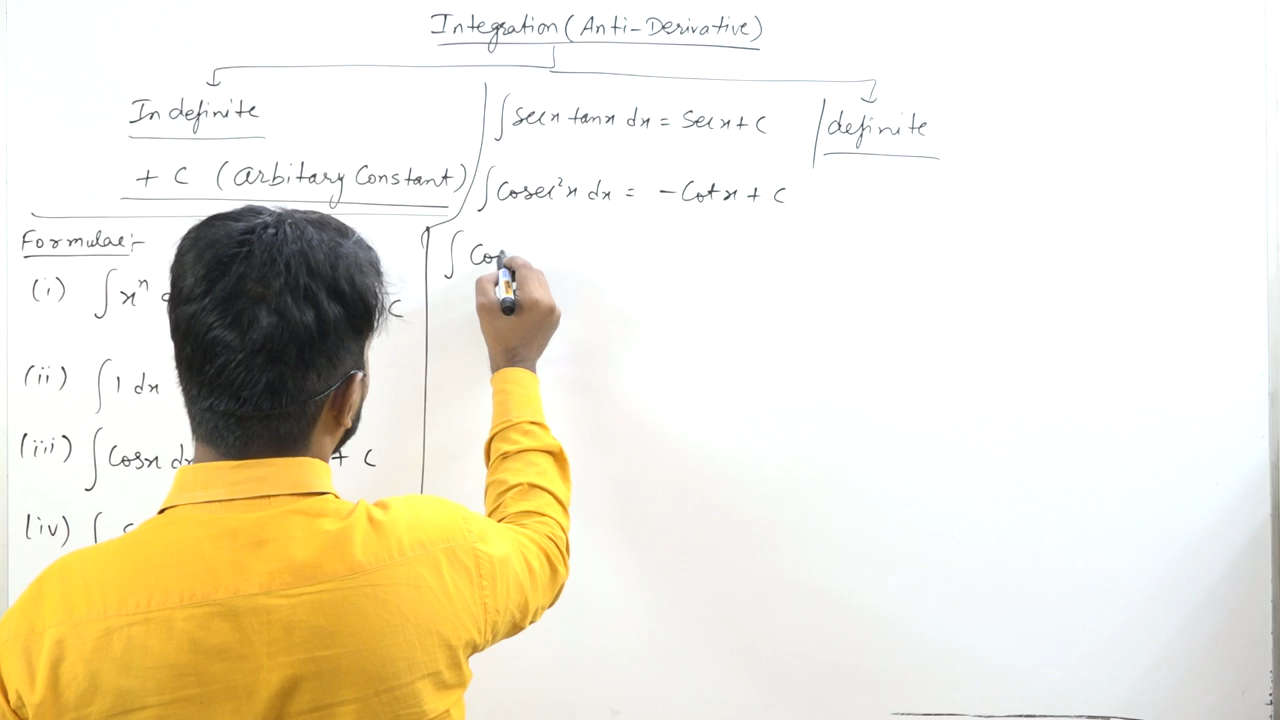 Integration (Anti-Derivative)
Indefinite
+ C (Arbitary Constant)
Formulae:-
(i) ∫ xⁿ C
(ii) ∫ 1 dx
(iii) ∫ Cosx dx + C
(iv) ∫
∫ Secx tanx dx = Secx + C
∫ Cosec²x dx = - Cotx + C
∫ Co
definite